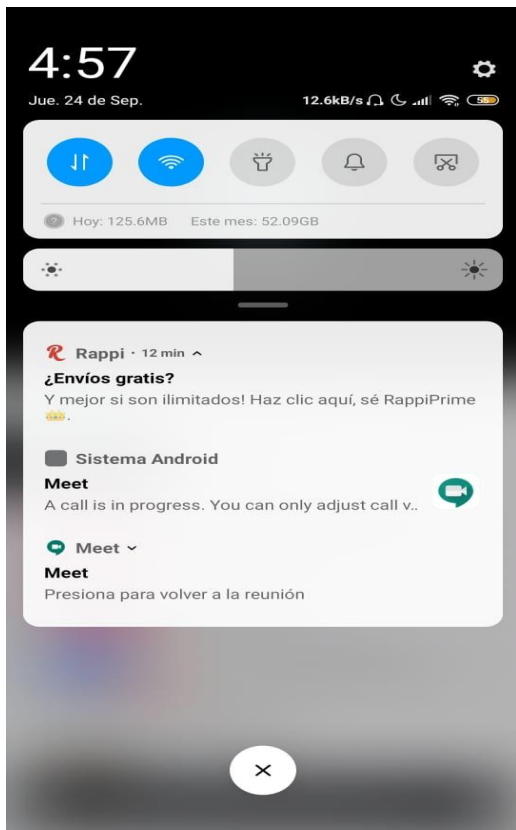 4:57
Jue. 24 de Sep.
12.6kB/s
55
Hoy: 125.6MB Este mes: 52.09GB
Rappi · 12 min
¿Envíos gratis?
Y mejor si son ilimitados! Haz clic aquí, sé RappiPrime
👑.
Sistema Android
Meet
A call is in progress. You can only adjust call v..
Meet
Meet
Presiona para volver a la reunión